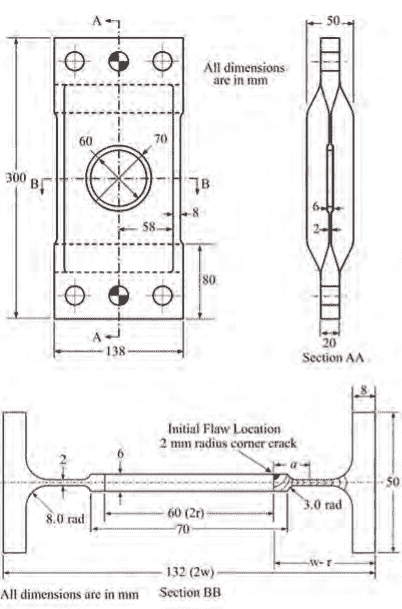 A
50
All dimensions
are in mm
60
70
300
B
B
8
58
6
2
80
A
138
20
Section AA
8
Initial Flaw Location
2 mm radius corner crack
a
2
6
50
8.0 rad
60 (2r)
3.0 rad
70
w- r
132 (2w)
All dimensions are in mm
Section BB